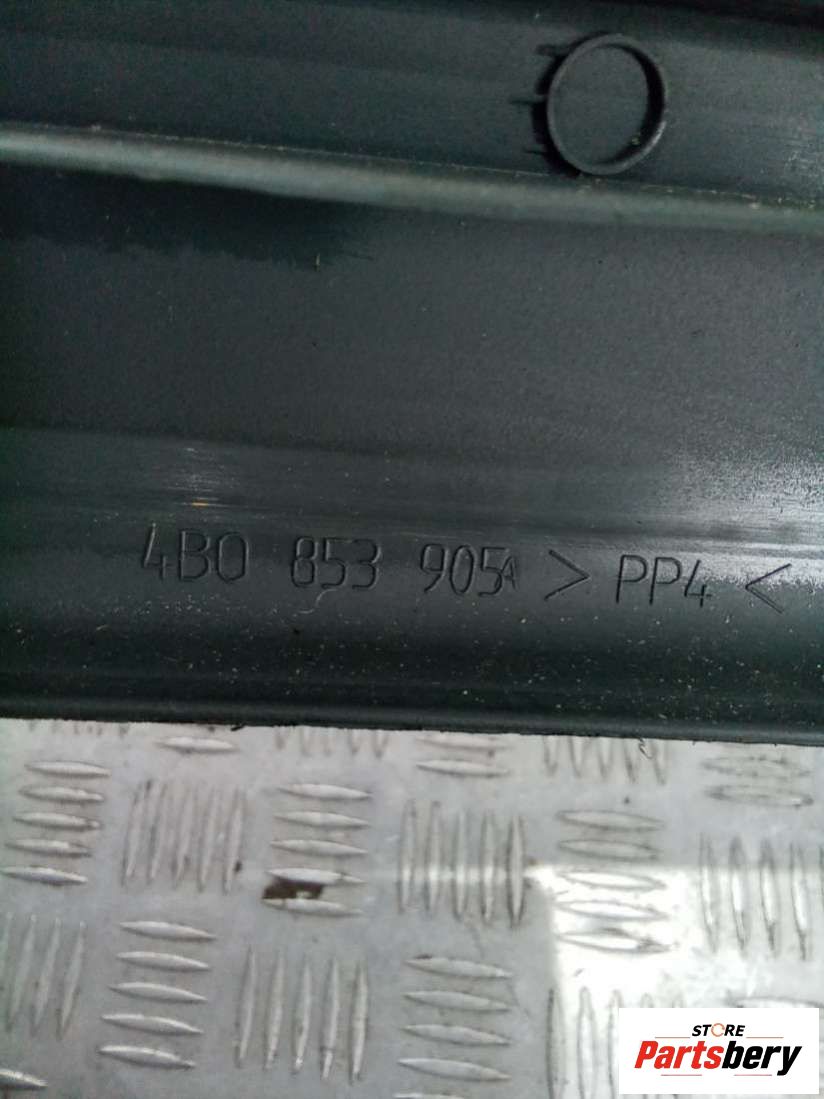 4B0 853 905A > PP4 <
STORE
Partsbery